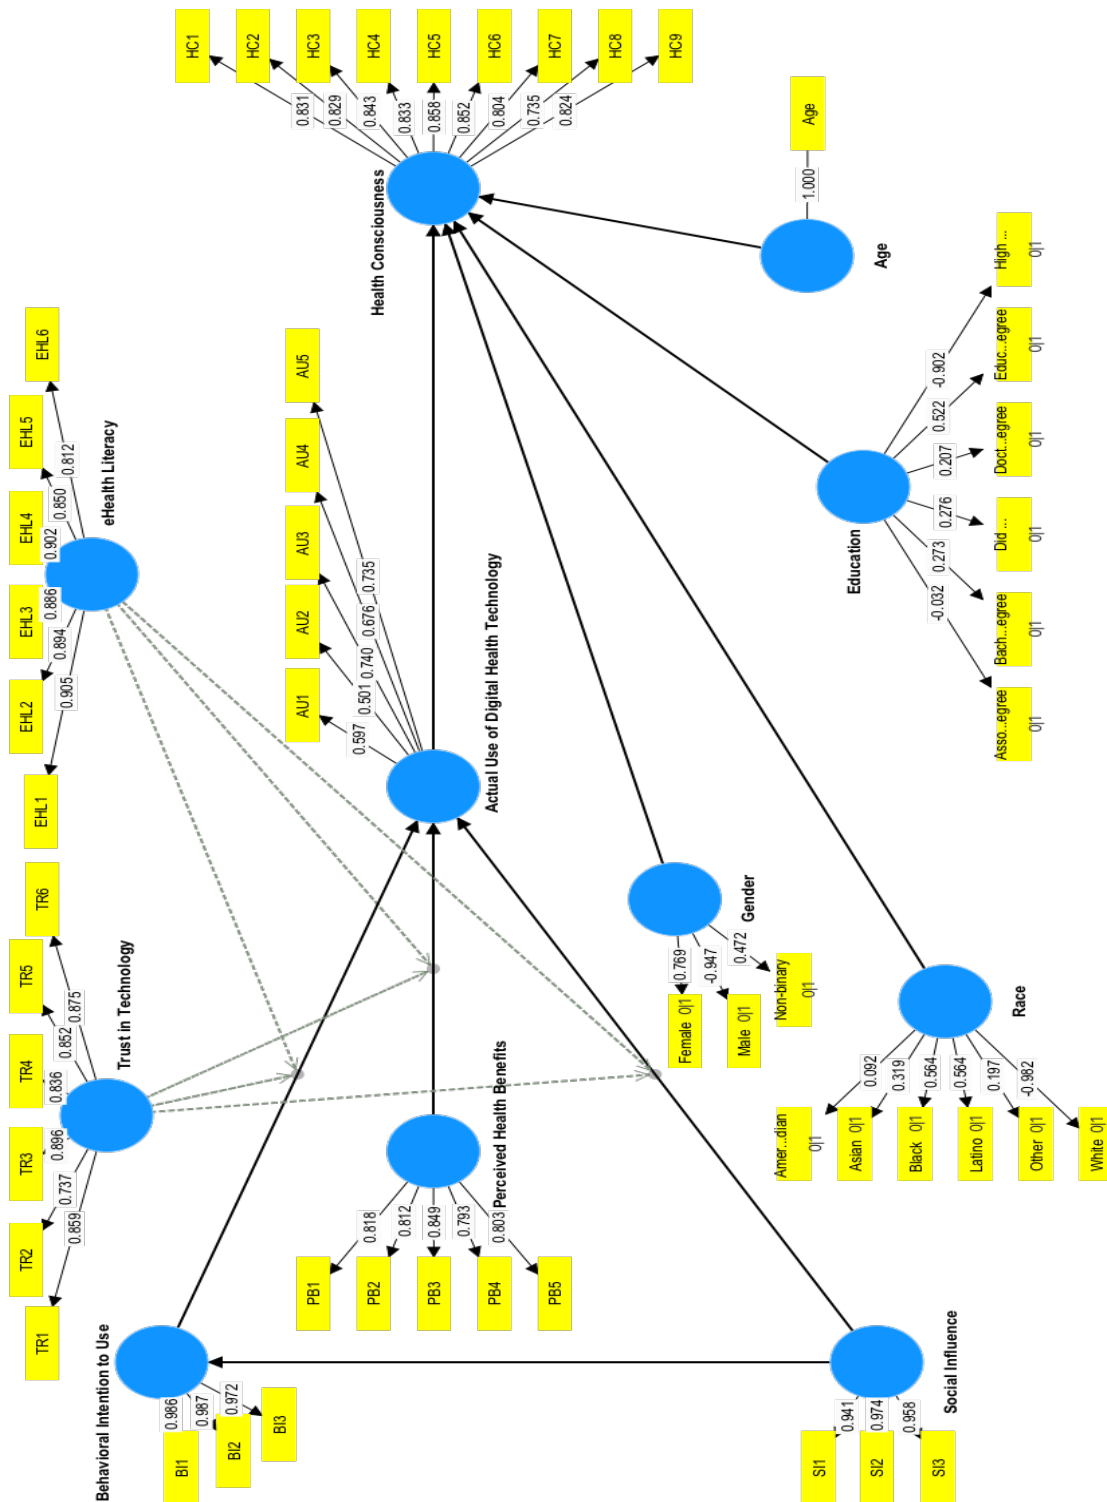 HC1
HC2
HC3
HC4
HC5
HC6
HC7
HC8
HC9
0.831
0.829
0.843
0.833
0.858
0.852
0.804
0.735
0.824
Health Consciousness
Age
1.000
Age
EHL1
EHL2
EHL3
EHL4
EHL5
EHL6
0.905
0.894
0.886
0.902
0.850
0.812
eHealth Literacy
AU1
AU2
AU3
AU4
AU5
0.597
0.501
0.740
0.676
0.735
Actual Use of Digital Health Technology
Education
-0.032
0.273
0.276
0.207
0.522
-0.902
Asso...egree
0|1
Bach...egree
0|1
Did ...
0|1
Doct...egree
0|1
Educ...egree
0|1
High ...
0|1
TR1
TR2
TR3
TR4
TR5
TR6
0.859
0.737
0.896
0.836
0.852
0.875
Trust in Technology
Gender
0.769
-0.947
0.472
Female 0|1
Male 0|1
Non-binary
0|1
Race
0.092
0.319
0.564
0.564
0.197
-0.982
Amer...dian
0|1
Asian 0|1
Black 0|1
Latino 0|1
Other 0|1
White 0|1
Perceived Health Benefits
0.818
0.812
0.849
0.793
0.803
PB1
PB2
PB3
PB4
PB5
Behavioral Intention to Use
0.986
0.987
0.972
BI1
BI2
BI3
Social Influence
0.941
0.974
0.958
SI1
SI2
SI3